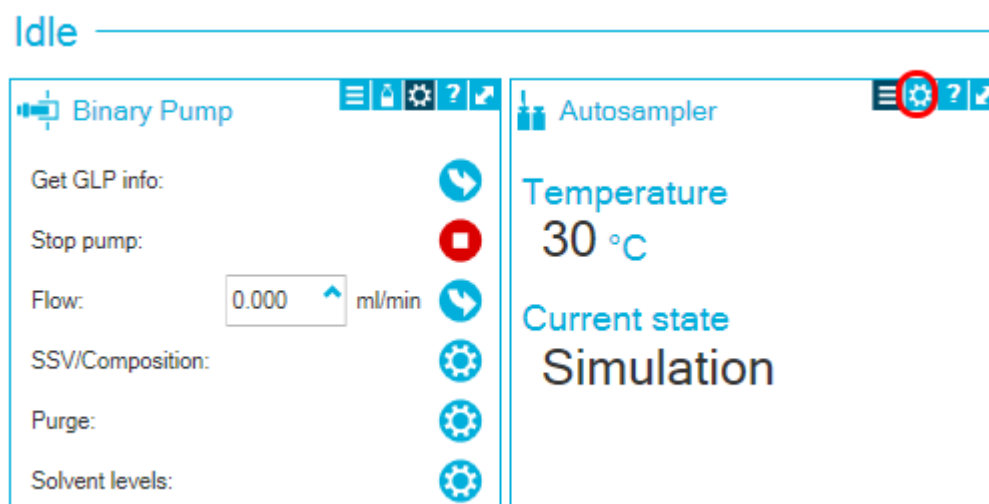 Idle
Binary Pump
?
Get GLP info:
Stop pump:
Flow: 0.000 ml/min
SSV/Composition:
Purge:
Solvent levels:
Autosampler
?
Temperature
30 °C
Current state
Simulation